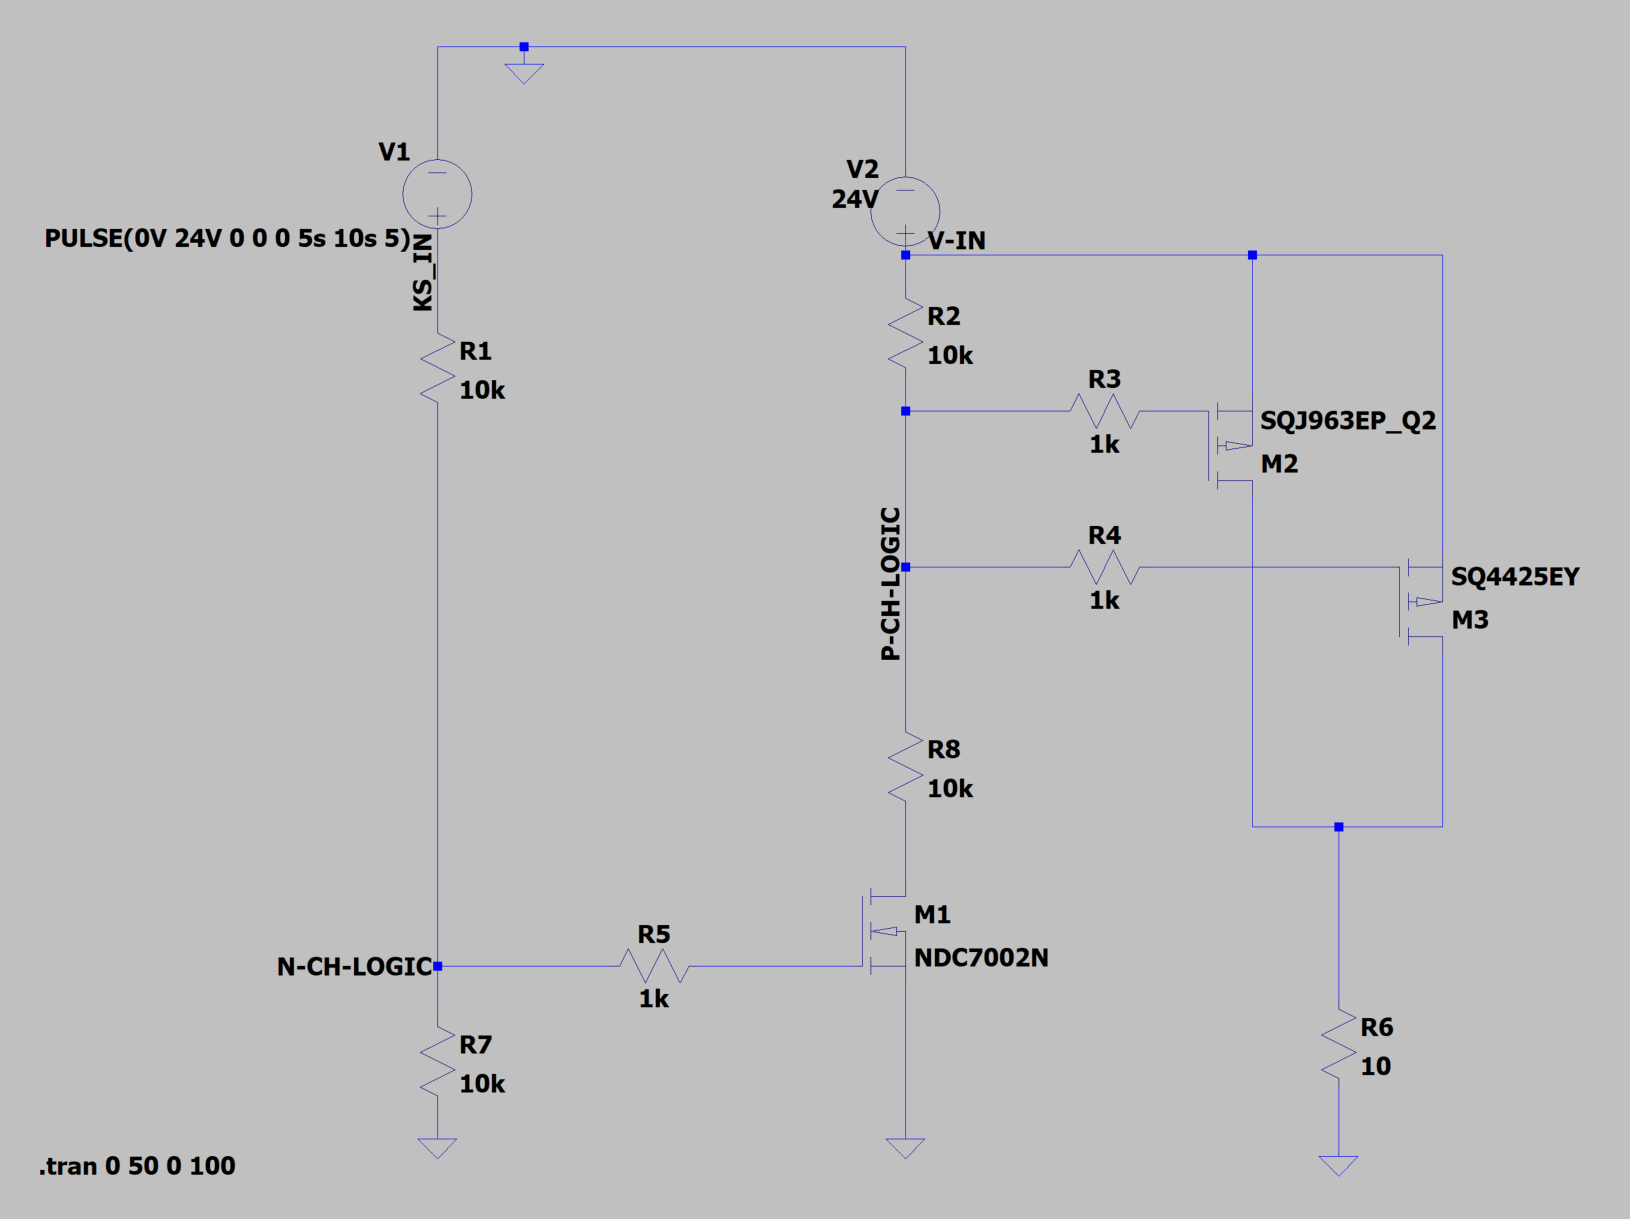 V1
PULSE(0V 24V 0 0 0 5s 10s 5)
KS_IN
V2
24V
V-IN
R1
10k
R2
10k
R3
1k
SQJ963EP_Q2
M2
P-CH-LOGIC
R4
1k
SQ4425EY
M3
R8
10k
M1
NDC7002N
N-CH-LOGIC
R5
1k
R7
10k
R6
10
.tran 0 50 0 100